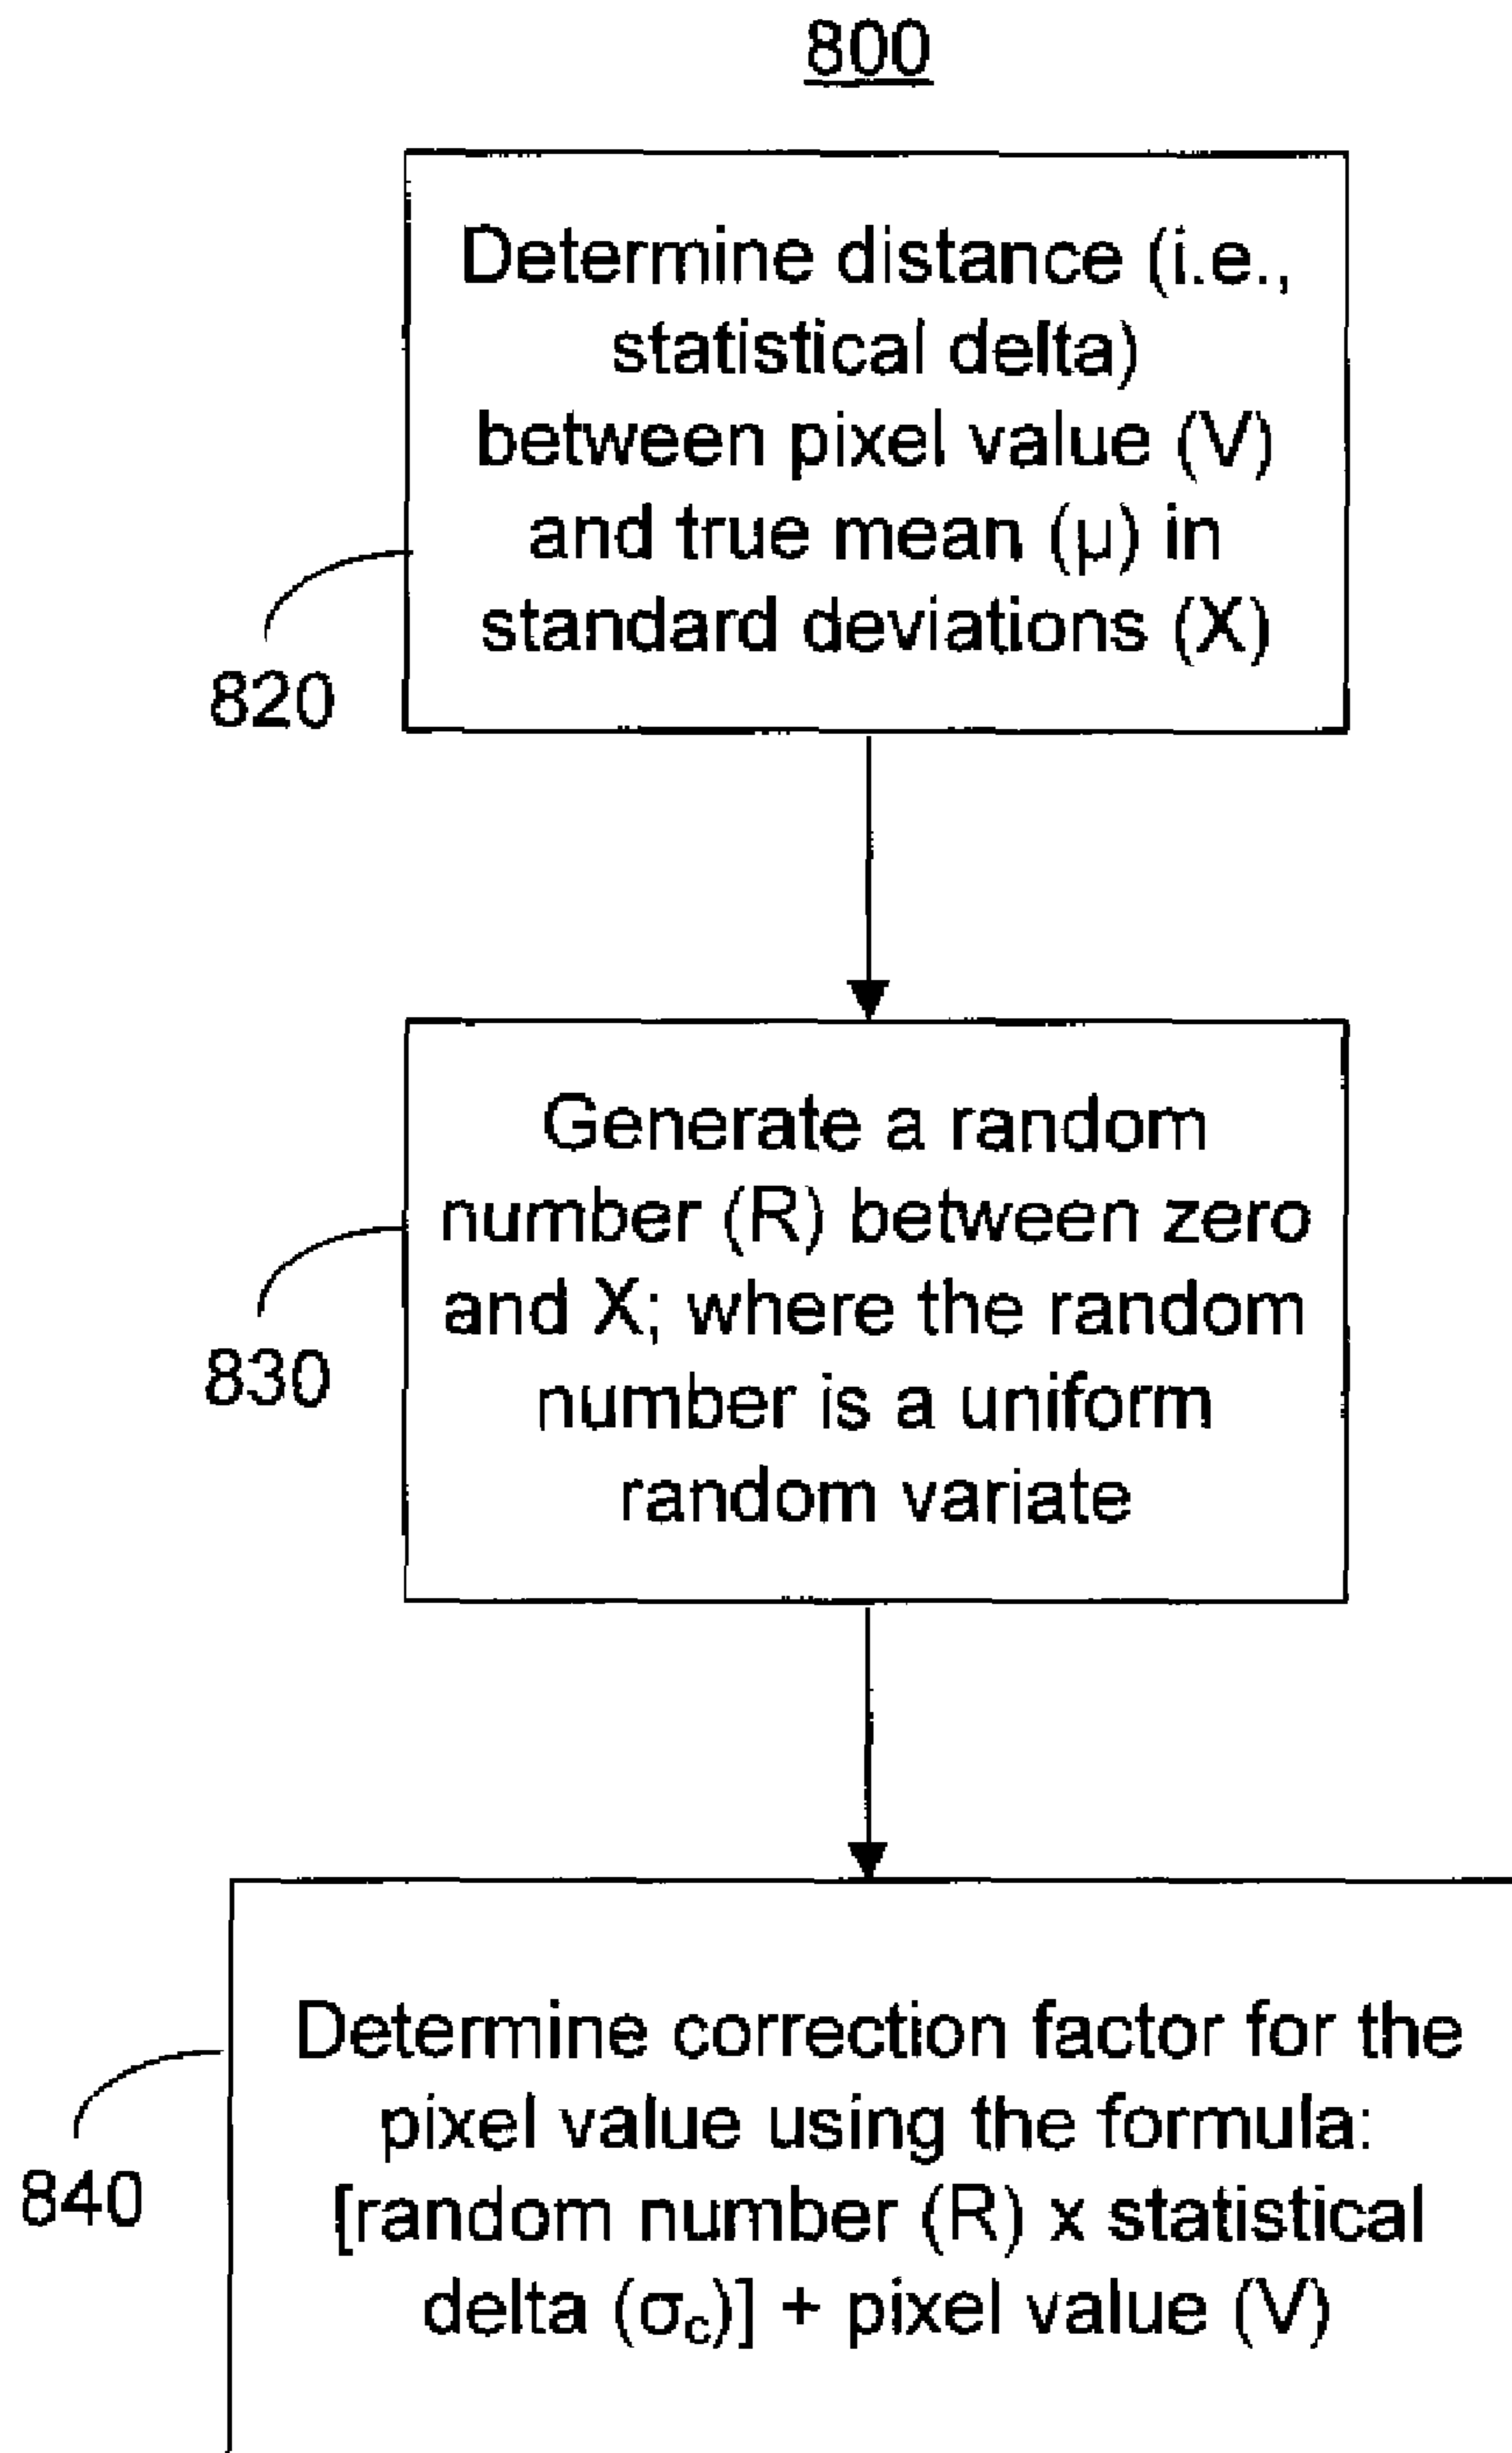 800
Determine distance (i.e.,
statistical delta)
between pixel value (V)
and true mean (μ) in
standard deviations (X)
820
Generate a random
number (R) between zero
and X; where the random
number is a uniform
random variate
830
Determine correction factor for the
pixel value using the formula:
[random number (R) x statistical
delta (σc)] + pixel value (V)
840